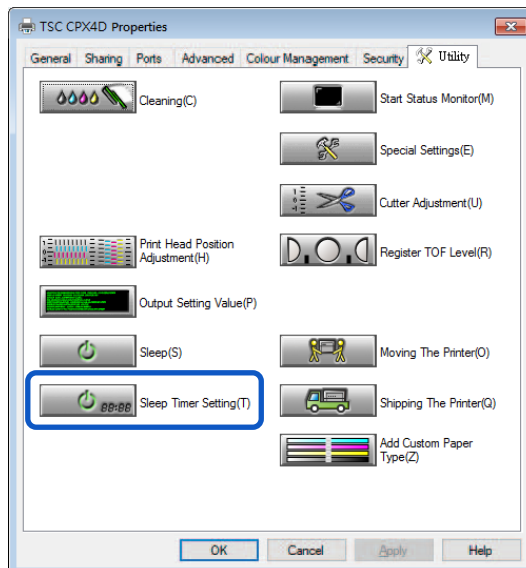 TSC CPX4D Properties
General Sharing Ports Advanced Colour Management Security Utility
Cleaning(C)
Start Status Monitor(M)
Special Settings(E)
Cutter Adjustment(U)
Print Head Position
Adjustment(H)
Register TOF Level(R)
Output Setting Value(P)
Sleep(S)
Moving The Printer(O)
Sleep Timer Setting(T)
Shipping The Printer(Q)
Add Custom Paper
Type(Z)
OK Cancel Apply Help